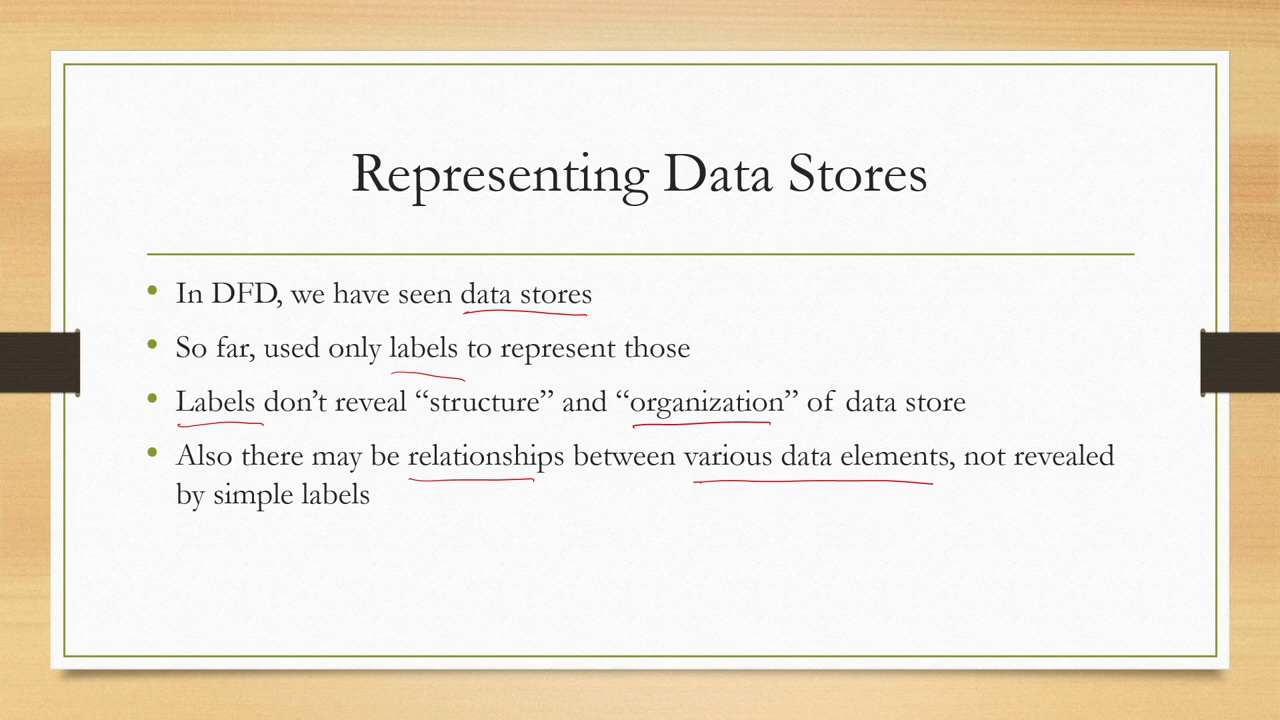 Representing Data Stores
• In DFD, we have seen data stores
• So far, used only labels to represent those
• Labels don’t reveal “structure” and “organization” of data store
• Also there may be relationships between various data elements, not revealed
by simple labels